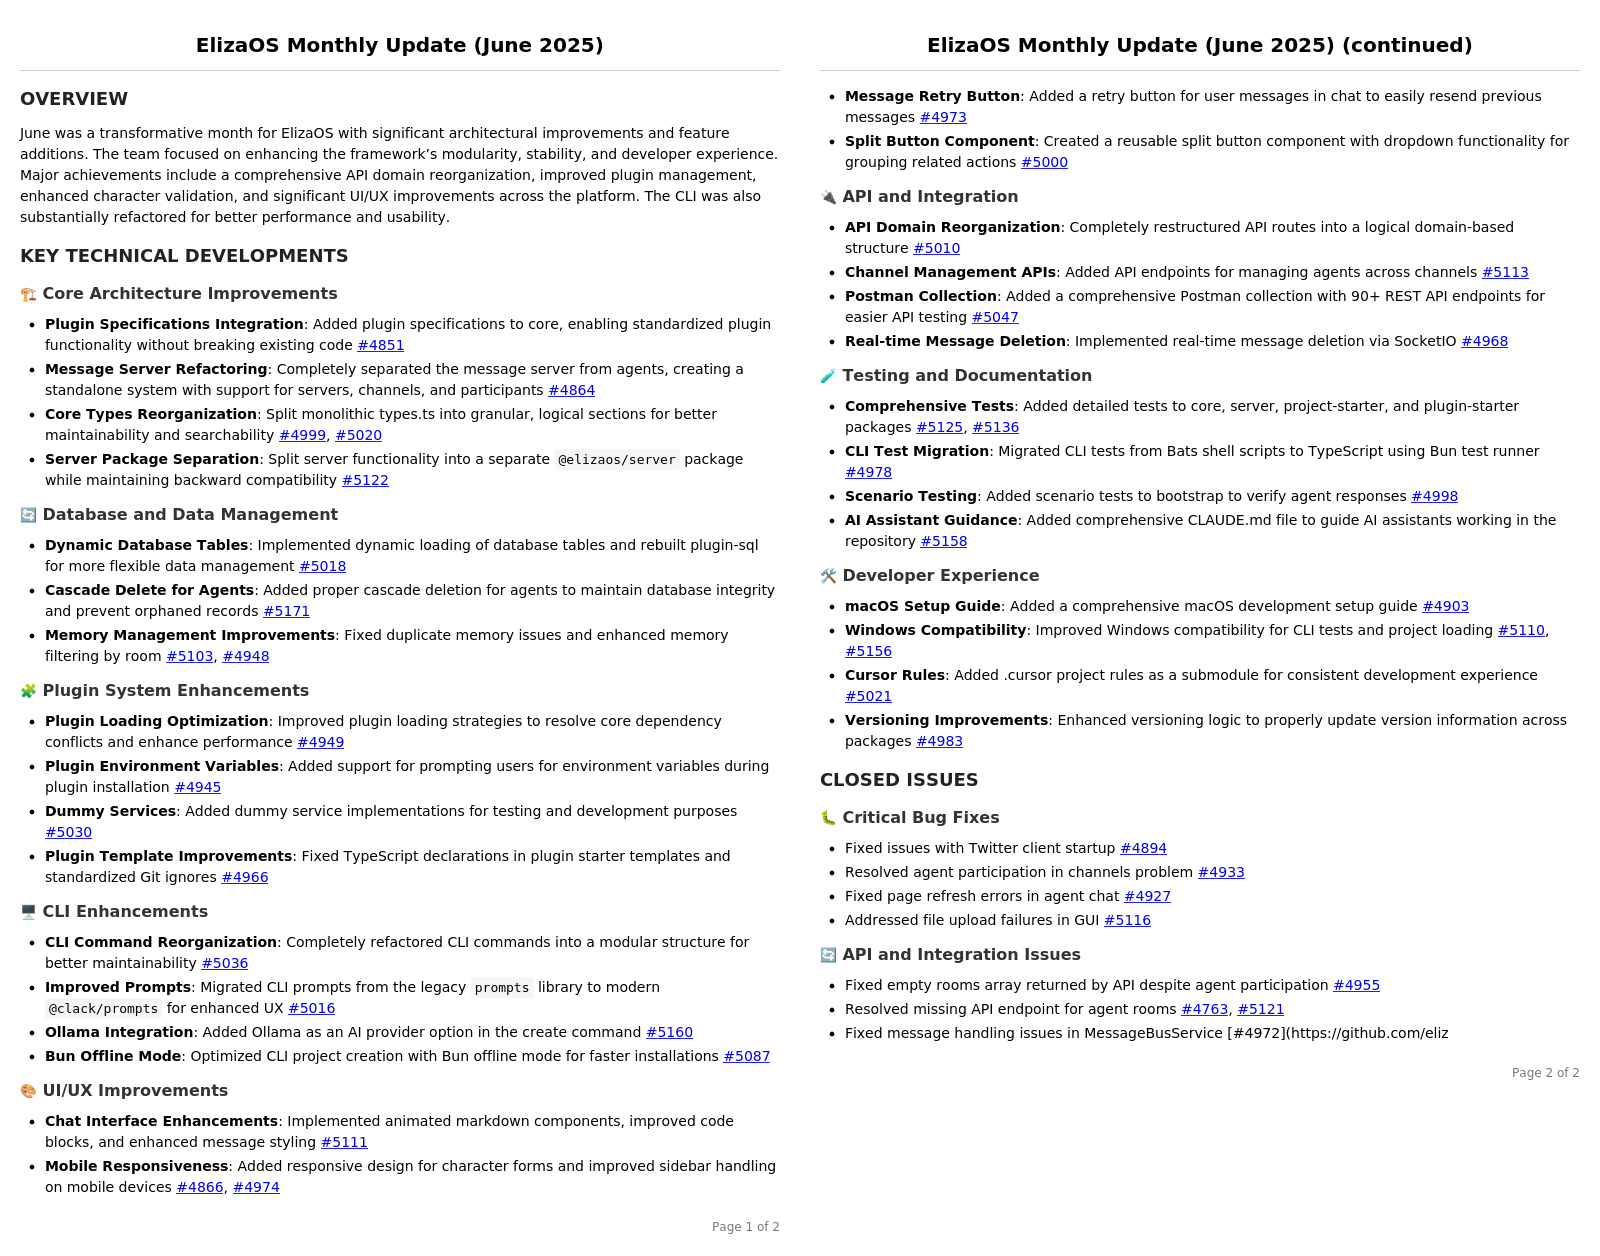 ElizaOS Monthly Update (June 2025)
OVERVIEW
June was a transformative month for ElizaOS with significant architectural improvements and feature
additions. The team focused on enhancing the framework’s modularity, stability, and developer experience.
Major achievements include a comprehensive API domain reorganization, improved plugin management,
enhanced character validation, and significant UI/UX improvements across the platform. The CLI was also
substantially refactored for better performance and usability.
KEY TECHNICAL DEVELOPMENTS
🏗️ Core Architecture Improvements
• Plugin Specifications Integration: Added plugin specifications to core, enabling standardized plugin
functionality without breaking existing code #4851
• Message Server Refactoring: Completely separated the message server from agents, creating a
standalone system with support for servers, channels, and participants #4864
• Core Types Reorganization: Split monolithic types.ts into granular, logical sections for better
maintainability and searchability #4999, #5020
• Server Package Separation: Split server functionality into a separate @elizaos/server package
while maintaining backward compatibility #5122
🔄 Database and Data Management
• Dynamic Database Tables: Implemented dynamic loading of database tables and rebuilt plugin-sql
for more flexible data management #5018
• Cascade Delete for Agents: Added proper cascade deletion for agents to maintain database integrity
and prevent orphaned records #5171
• Memory Management Improvements: Fixed duplicate memory issues and enhanced memory
filtering by room #5103, #4948
🧩 Plugin System Enhancements
• Plugin Loading Optimization: Improved plugin loading strategies to resolve core dependency
conflicts and enhance performance #4949
• Plugin Environment Variables: Added support for prompting users for environment variables during
plugin installation #4945
• Dummy Services: Added dummy service implementations for testing and development purposes
#5030
• Plugin Template Improvements: Fixed TypeScript declarations in plugin starter templates and
standardized Git ignores #4966
🖥️ CLI Enhancements
• CLI Command Reorganization: Completely refactored CLI commands into a modular structure for
better maintainability #5036
• Improved Prompts: Migrated CLI prompts from the legacy prompts library to modern
@clack/prompts for enhanced UX #5016
• Ollama Integration: Added Ollama as an AI provider option in the create command #5160
• Bun Offline Mode: Optimized CLI project creation with Bun offline mode for faster installations #5087
🎨 UI/UX Improvements
• Chat Interface Enhancements: Implemented animated markdown components, improved code
blocks, and enhanced message styling #5111
• Mobile Responsiveness: Added responsive design for character forms and improved sidebar handling
on mobile devices #4866, #4974
Page 1 of 2
ElizaOS Monthly Update (June 2025) (continued)
• Message Retry Button: Added a retry button for user messages in chat to easily resend previous
messages #4973
• Split Button Component: Created a reusable split button component with dropdown functionality for
grouping related actions #5000
🔌 API and Integration
• API Domain Reorganization: Completely restructured API routes into a logical domain-based
structure #5010
• Channel Management APIs: Added API endpoints for managing agents across channels #5113
• Postman Collection: Added a comprehensive Postman collection with 90+ REST API endpoints for
easier API testing #5047
• Real-time Message Deletion: Implemented real-time message deletion via SocketIO #4968
🧪 Testing and Documentation
• Comprehensive Tests: Added detailed tests to core, server, project-starter, and plugin-starter
packages #5125, #5136
• CLI Test Migration: Migrated CLI tests from Bats shell scripts to TypeScript using Bun test runner
#4978
• Scenario Testing: Added scenario tests to bootstrap to verify agent responses #4998
• AI Assistant Guidance: Added comprehensive CLAUDE.md file to guide AI assistants working in the
repository #5158
🛠️ Developer Experience
• macOS Setup Guide: Added a comprehensive macOS development setup guide #4903
• Windows Compatibility: Improved Windows compatibility for CLI tests and project loading #5110,
#5156
• Cursor Rules: Added .cursor project rules as a submodule for consistent development experience
#5021
• Versioning Improvements: Enhanced versioning logic to properly update version information across
packages #4983
CLOSED ISSUES
🐛 Critical Bug Fixes
• Fixed issues with Twitter client startup #4894
• Resolved agent participation in channels problem #4933
• Fixed page refresh errors in agent chat #4927
• Addressed file upload failures in GUI #5116
🔄 API and Integration Issues
• Fixed empty rooms array returned by API despite agent participation #4955
• Resolved missing API endpoint for agent rooms #4763, #5121
• Fixed message handling issues in MessageBusService [#4972](https://github.com/eliz
Page 2 of 2